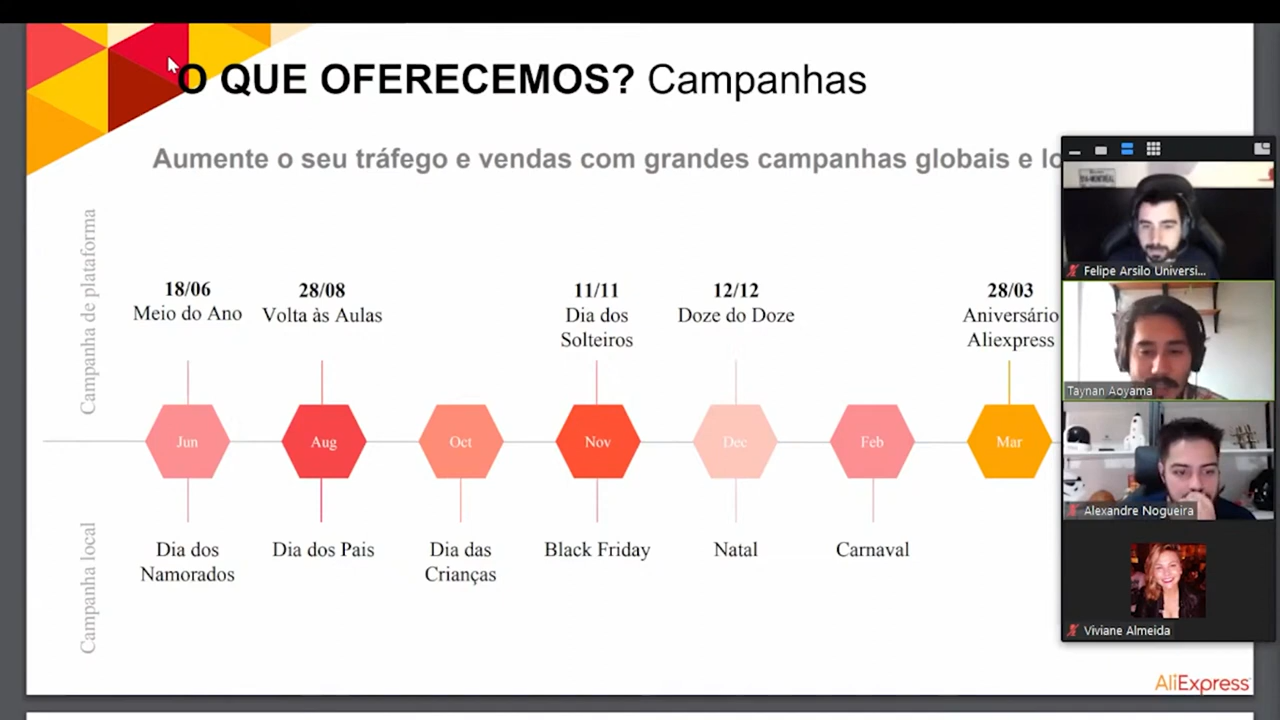 O QUE OFERECEMOS? Campanhas
Aumente o seu tráfego e vendas com grandes campanhas globais e lo
Campanha de plataforma
18/06
Meio do Ano
28/08
Volta às Aulas
11/11
Dia dos
Solteiros
12/12
Doze do Doze
28/03
Aniversário
Aliexpress
Jun
Aug
Oct
Nov
Dec
Feb
Mar
Campanha local
Dia dos
Namorados
Dia dos Pais
Dia das
Crianças
Black Friday
Natal
Carnaval
Felipe Arsilo Universi...
Taynan Aoyama
Alexandre Nogueira
Viviane Almeida
AliExpress